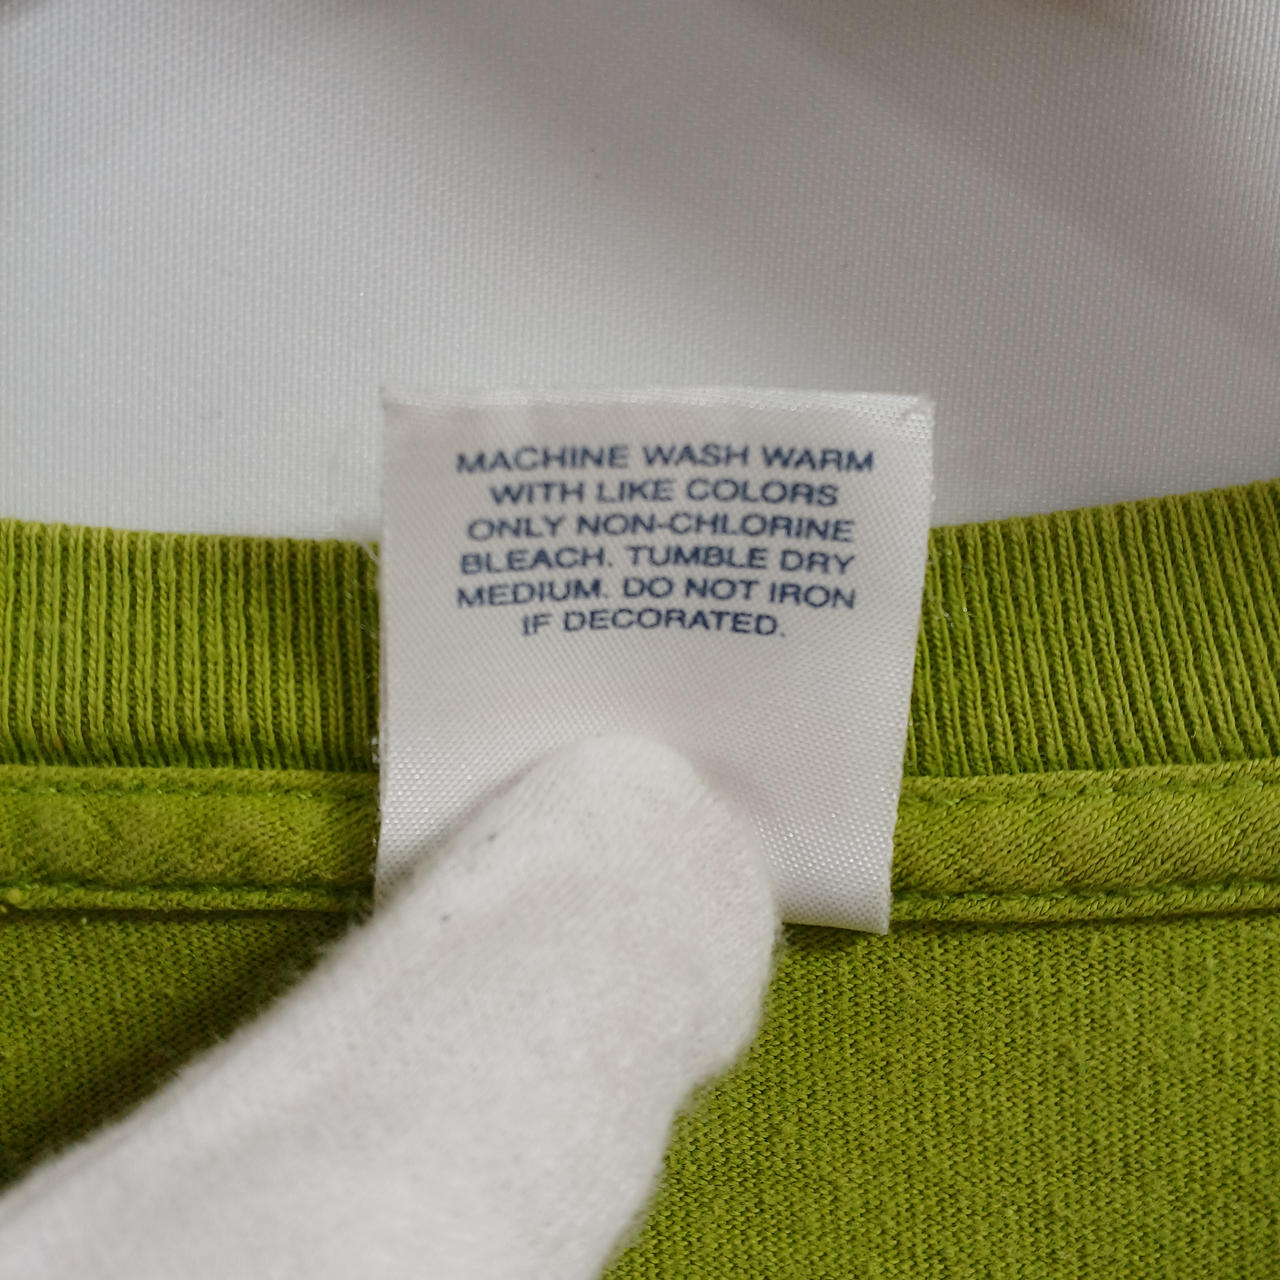 MACHINE WASH WARM
WITH LIKE COLORS
ONLY NON-CHLORINE
BLEACH. TUMBLE DRY
MEDIUM. DO NOT IRON
IF DECORATED.